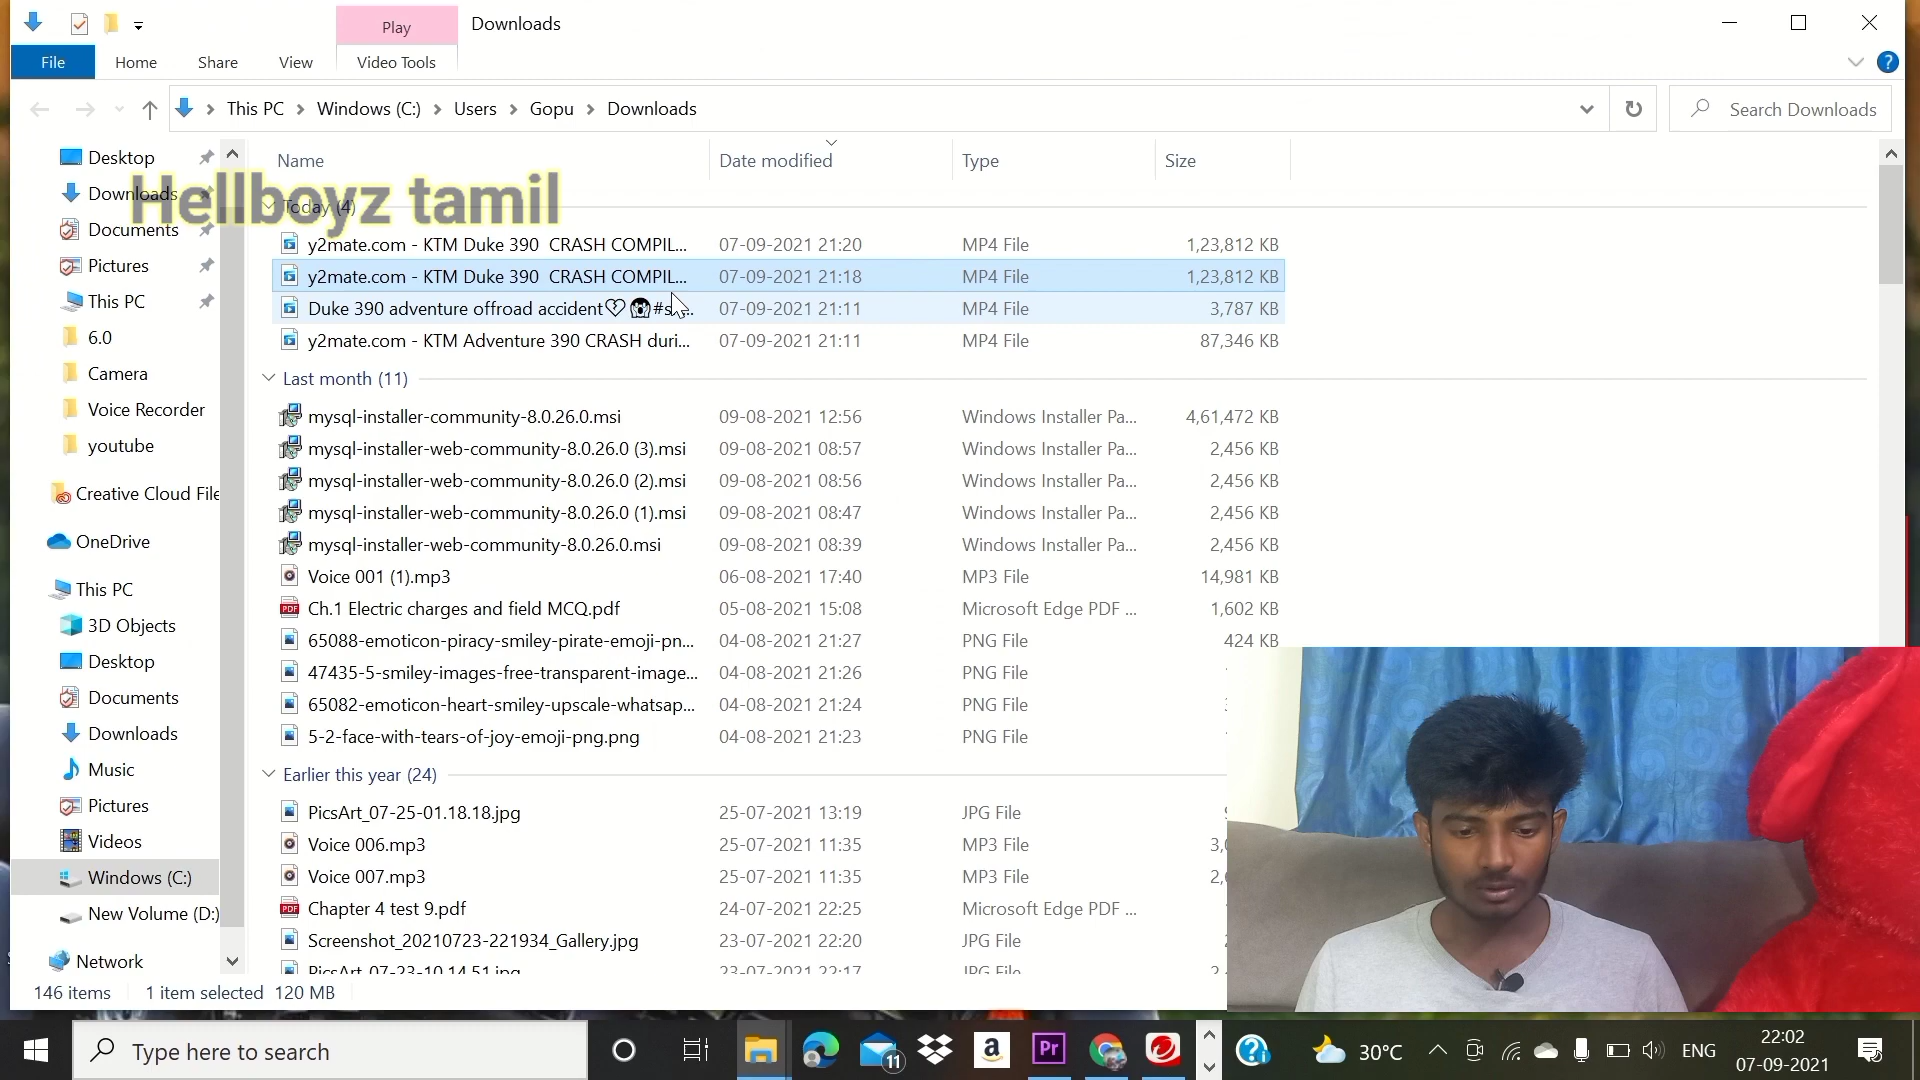 Play
Downloads
File
Home
Share
View
Video Tools
This PC
Windows (C:)
Users
Gopu
Downloads
Search Downloads
Name
Date modified
Type
Size
Desktop
Downloads
Documents
Pictures
This PC
6.0
Camera
Voice Recorder
youtube
Creative Cloud File
OneDrive
This PC
3D Objects
Desktop
Documents
Downloads
Music
Pictures
Videos
Windows (C:)
New Volume (D:)
Network
Hellboyz tamil
Today (4)
y2mate.com - KTM Duke 390 CRASH COMPIL... 07-09-2021 21:20 MP4 File 1,23,812 KB
y2mate.com - KTM Duke 390 CRASH COMPIL... 07-09-2021 21:18 MP4 File 1,23,812 KB
Duke 390 adventure offroad accident💔😱#s... 07-09-2021 21:11 MP4 File 3,787 KB
y2mate.com - KTM Adventure 390 CRASH duri... 07-09-2021 21:11 MP4 File 87,346 KB
Last month (11)
mysql-installer-community-8.0.26.0.msi 09-08-2021 12:56 Windows Installer Pa... 4,61,472 KB
mysql-installer-web-community-8.0.26.0 (3).msi 09-08-2021 08:57 Windows Installer Pa... 2,456 KB
mysql-installer-web-community-8.0.26.0 (2).msi 09-08-2021 08:56 Windows Installer Pa... 2,456 KB
mysql-installer-web-community-8.0.26.0 (1).msi 09-08-2021 08:47 Windows Installer Pa... 2,456 KB
mysql-installer-web-community-8.0.26.0.msi 09-08-2021 08:39 Windows Installer Pa... 2,456 KB
Voice 001 (1).mp3 06-08-2021 17:40 MP3 File 14,981 KB
Ch.1 Electric charges and field MCQ.pdf 05-08-2021 15:08 Microsoft Edge PDF ... 1,602 KB
65088-emoticon-piracy-smiley-pirate-emoji-pn... 04-08-2021 21:27 PNG File 424 KB
47435-5-smiley-images-free-transparent-image... 04-08-2021 21:26 PNG File
65082-emoticon-heart-smiley-upscale-whatsap... 04-08-2021 21:24 PNG File
5-2-face-with-tears-of-joy-emoji-png.png 04-08-2021 21:23 PNG File
Earlier this year (24)
PicsArt_07-25-01.18.18.jpg 25-07-2021 13:19 JPG File
Voice 006.mp3 25-07-2021 11:35 MP3 File
Voice 007.mp3 25-07-2021 11:35 MP3 File
Chapter 4 test 9.pdf 24-07-2021 22:25 Microsoft Edge PDF ...
Screenshot_20210723-221934_Gallery.jpg 23-07-2021 22:20 JPG File
PicsArt_07-23-10.14.51.jpg 23-07-2021 22:17 JPG File
146 items 1 item selected 120 MB
Type here to search
11
a
Pr
30°C
ENG
22:02
07-09-2021